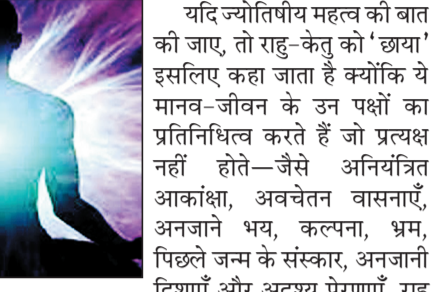 यदि ज्योतिषीय महत्व की बात
की जाए, तो राहु-केतु को ‘छाया’
इसलिए कहा जाता है क्योंकि ये
मानव-जीवन के उन पक्षों का
प्रतिनिधित्व करते हैं जो प्रत्यक्ष
नहीं होते—जैसे अनियंत्रित
आकांक्षा, अवचेतन वासनाएँ,
अनजाने भय, कल्पना, भ्रम,
पिछले जन्म के संस्कार, अनजानी
दिशाएँ और अदृश्य प्रेरणाएँ राहु